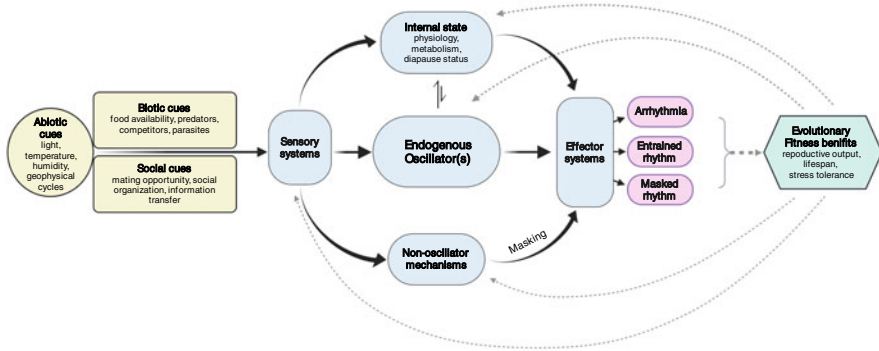 Abiotic
cues
light,
temperature,
humidity,
geophysical
cycles
Biotic cues
food availability, predators,
competitors, parasites
Social cues
mating opportunity, social
organization, information
transfer
Sensory
systems
Internal state
physiology,
metabolism,
diapause status
Endogenous
Oscillator(s)
Non-oscillator
mechanisms
Masking
Effector
systems
Arrhythmia
Entrained
rhythm
Masked
rhythm
Evolutionary
Fitness benifits
repoductive output,
lifespan,
stress tolerance